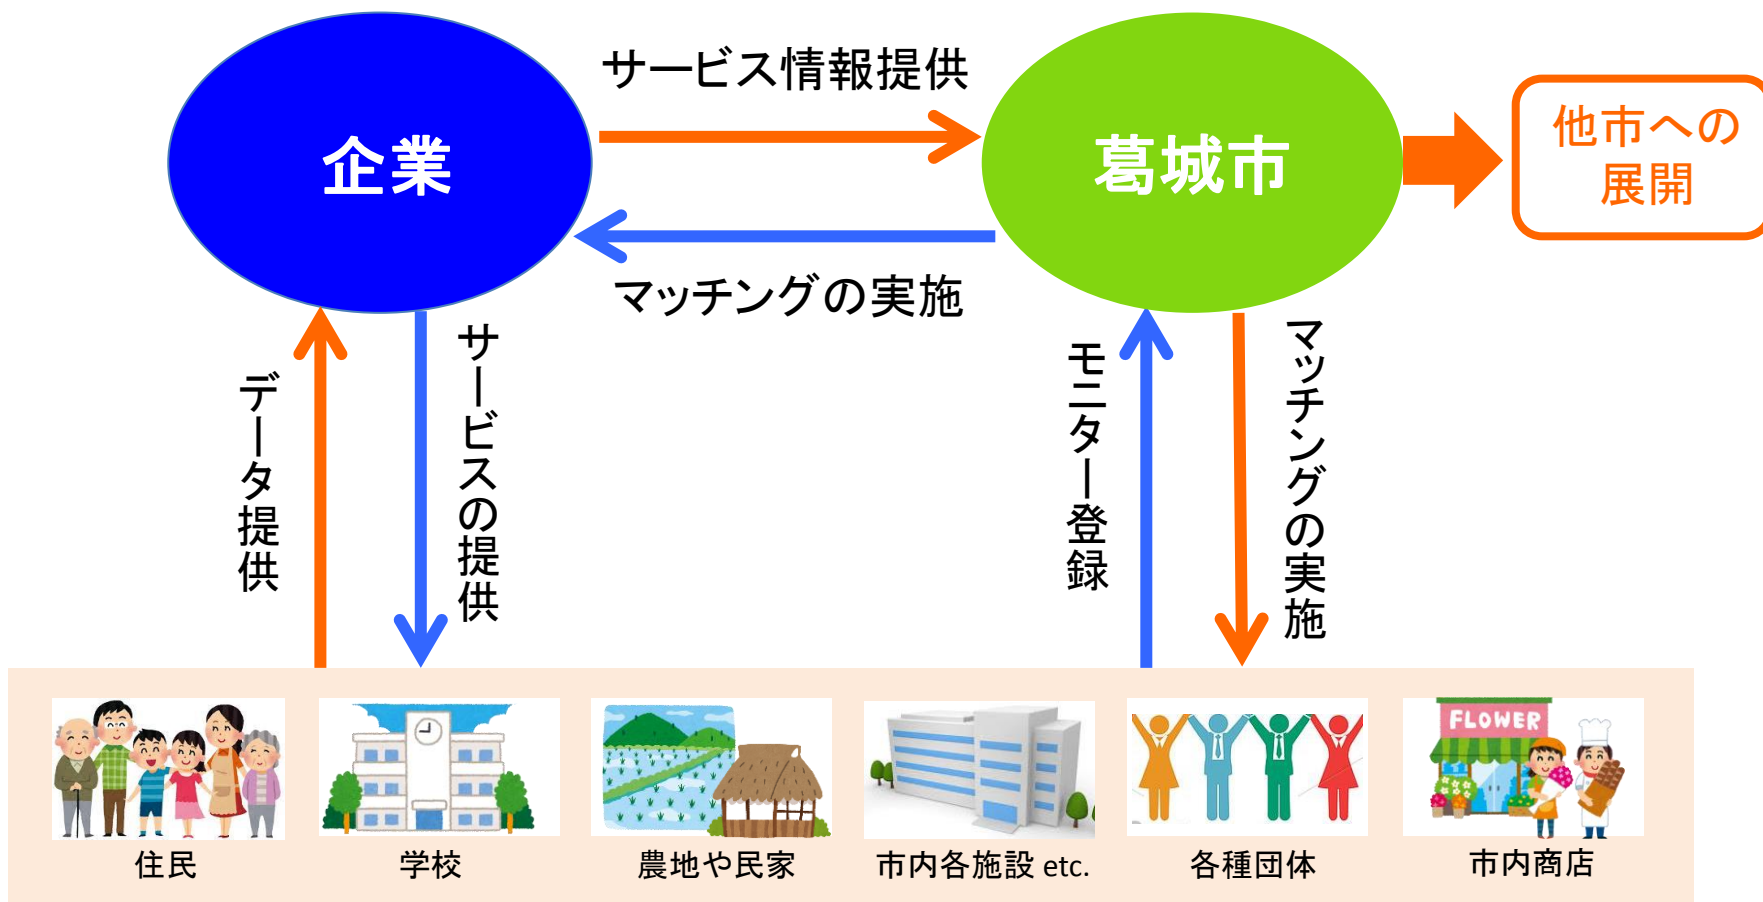 サービス情報提供
企業
葛城市
他市への
展開
マッチングの実施
データ提供
サービスの提供
モニター登録
マッチングの実施
FLOWER
住民
学校
農地や民家
市内各施設 etc.
各種団体
市内商店